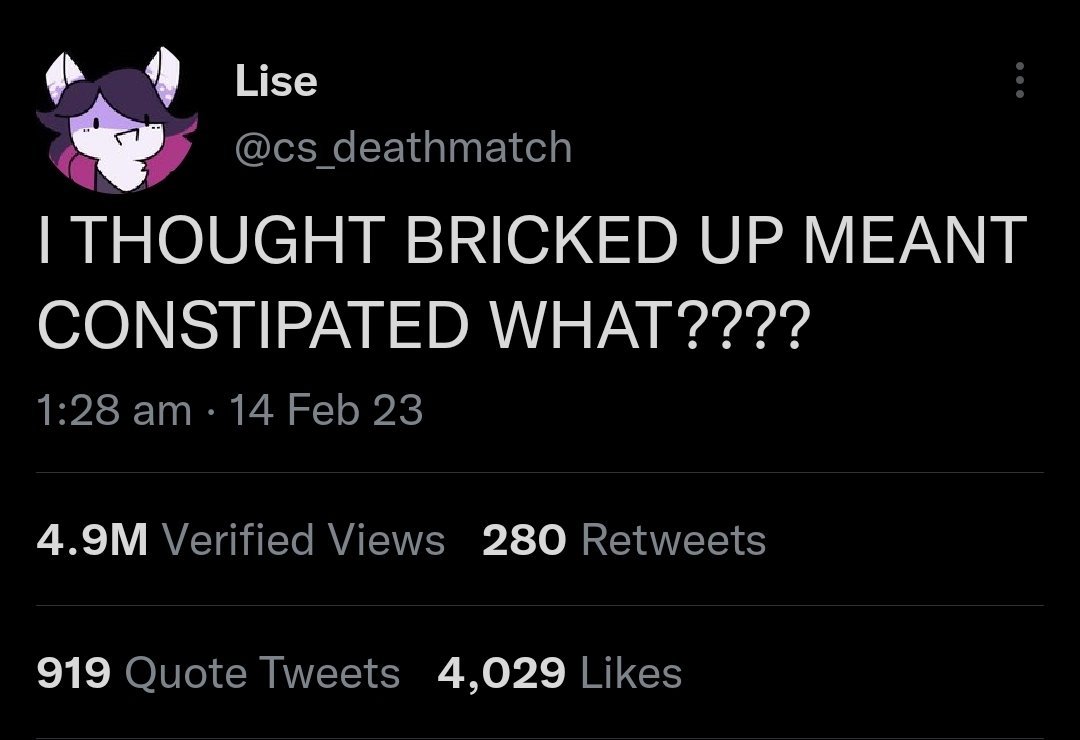 Lise
@cs_deathmatch
I THOUGHT BRICKED UP MEANT
CONSTIPATED WHAT????
1:28 am · 14 Feb 23
4.9M Verified Views 280 Retweets
919 Quote Tweets 4,029 Likes